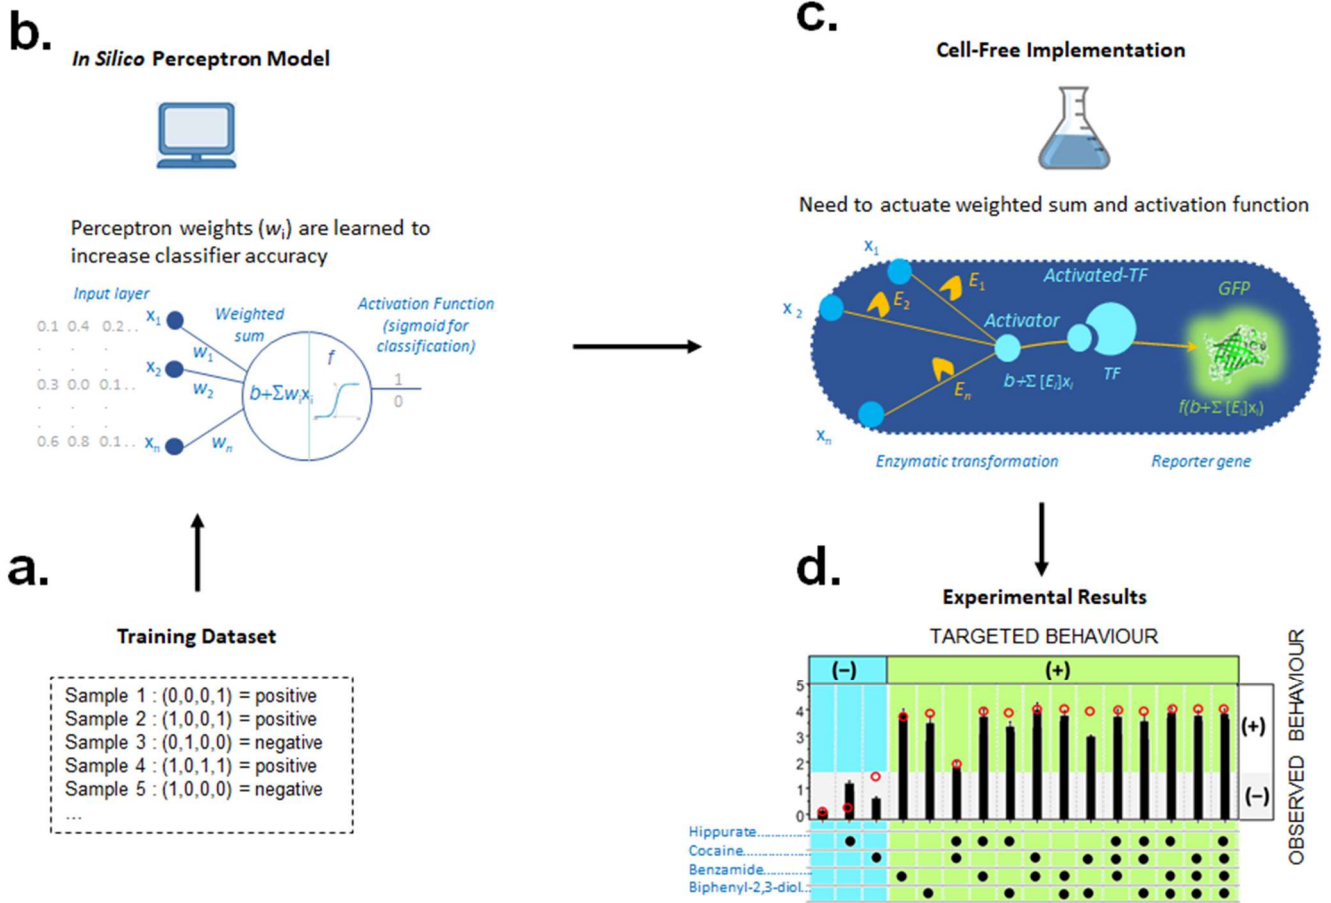 b.
In Silico Perceptron Model
Perceptron weights (wi) are learned to
increase classifier accuracy
Input layer
0.1 0.4 0.2..
. . .
. . .
0.3 0.0 0.1..
. . .
. . .
0.6 0.8 0.1..
x1
x2
xn
w1
w2
wn
Weighted
sum
b+Σwixi
f
Activation Function
(sigmoid for
classification)
1
0
c.
Cell-Free Implementation
Need to actuate weighted sum and activation function
x1
x2
xn
E1
E2
En
Activator
b+Σ [Ei]xi
Activated-TF
TF
GFP
f(b+Σ [Ei]xi)
Enzymatic transformation
Reporter gene
a.
Training Dataset
Sample 1 : (0,0,0,1) = positive
Sample 2 : (1,0,0,1) = positive
Sample 3 : (0,1,0,0) = negative
Sample 4 : (1,0,1,1) = positive
Sample 5 : (1,0,0,0) = negative
...
d.
Experimental Results
TARGETED BEHAVIOUR
(−)
(+)
5
4
3
2
1
0
(+)
(−)
OBSERVED BEHAVIOUR
Hippurate
Cocaine
Benzamide
Biphenyl-2,3-diol